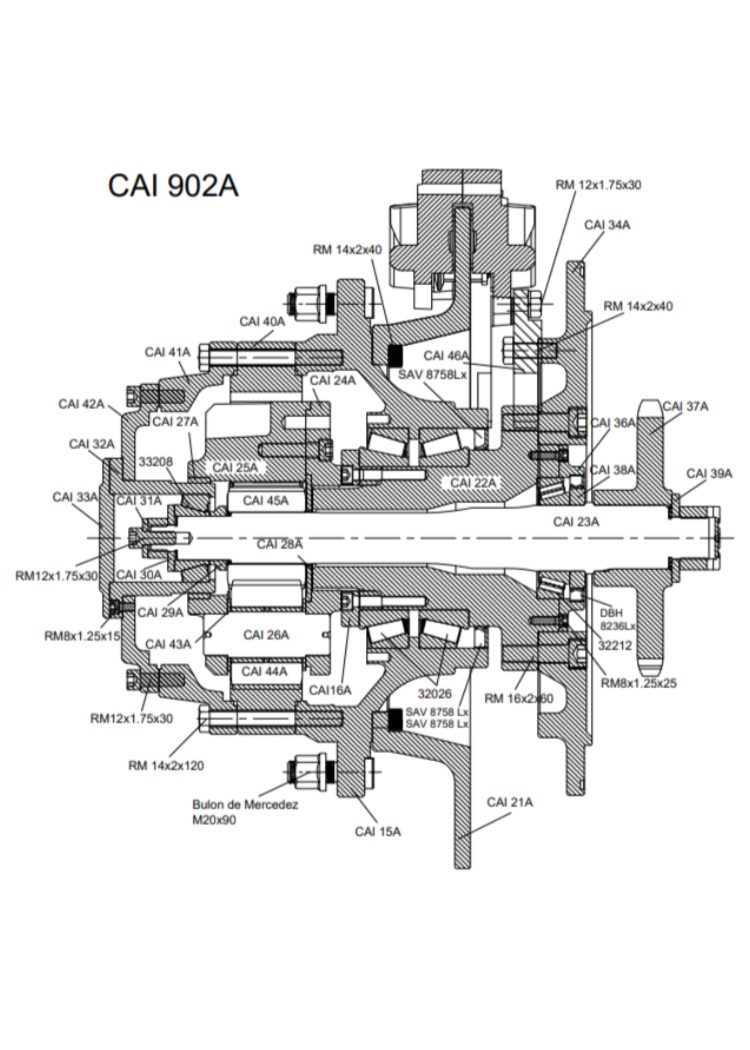 CAI 902A
RM 12x1.75x30
CAI 34A
RM 14x2x40
RM 14x2x40
CAI 40A
CAI 41A
CAI 46A
SAV 8758Lx
CAI 24A
CAI 42A
CAI 27A
CAI 37A
CAI 36A
CAI 32A
33208
CAI 25A
CAI 38A
CAI 39A
CAI 22A
CAI 33A
CAI 31A
CAI 45A
CAI 23A
CAI 28A
RM12x1.75x30
CAI 30A
CAI 29A
DBH
8236Lx
RM8x1.25x15
CAI 43A
CAI 26A
32212
CAI 44A
CAI16A
32026
RM 16x2x60
RM8x1.25x25
RM12x1.75x30
SAV 8758 Lx
SAV 8758 Lx
RM 14x2x120
Bulon de Mercedez
M20x90
CAI 21A
CAI 15A